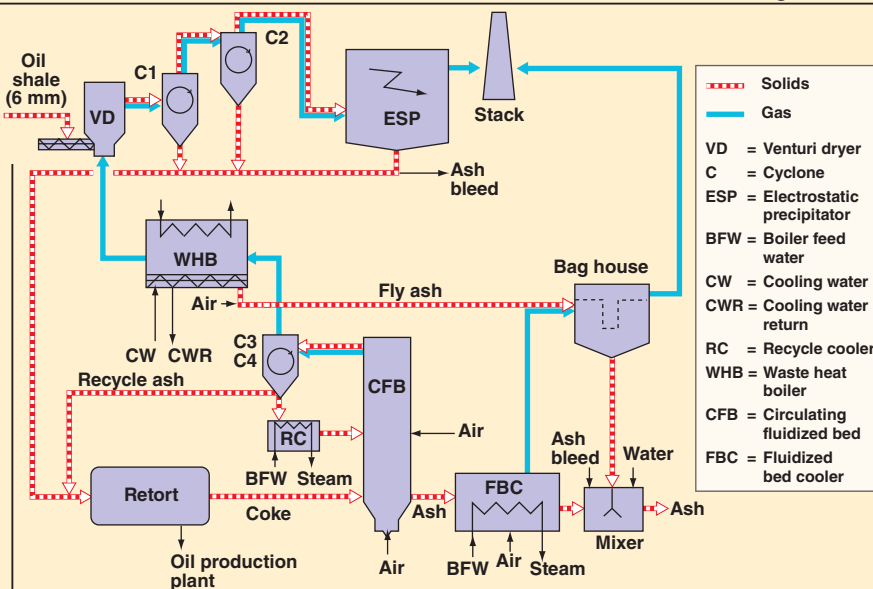 Oil
shale
(6 mm)
VD
C1
C2
ESP
Stack
Ash
bleed
WHB
Air
Fly ash
Bag house
CW
CWR
C3
C4
CFB
Recycle ash
RC
Air
BFW
Steam
Retort
Coke
Ash
FBC
Ash
bleed
Water
Ash
Mixer
Oil production
plant
Air
BFW
Air
Steam
Solids
Gas
VD = Venturi dryer
C = Cyclone
ESP = Electrostatic
precipitator
BFW = Boiler feed
water
CW = Cooling water
CWR = Cooling water
return
RC = Recycle cooler
WHB = Waste heat
boiler
CFB = Circulating
fluidized bed
FBC = Fluidized
bed cooler